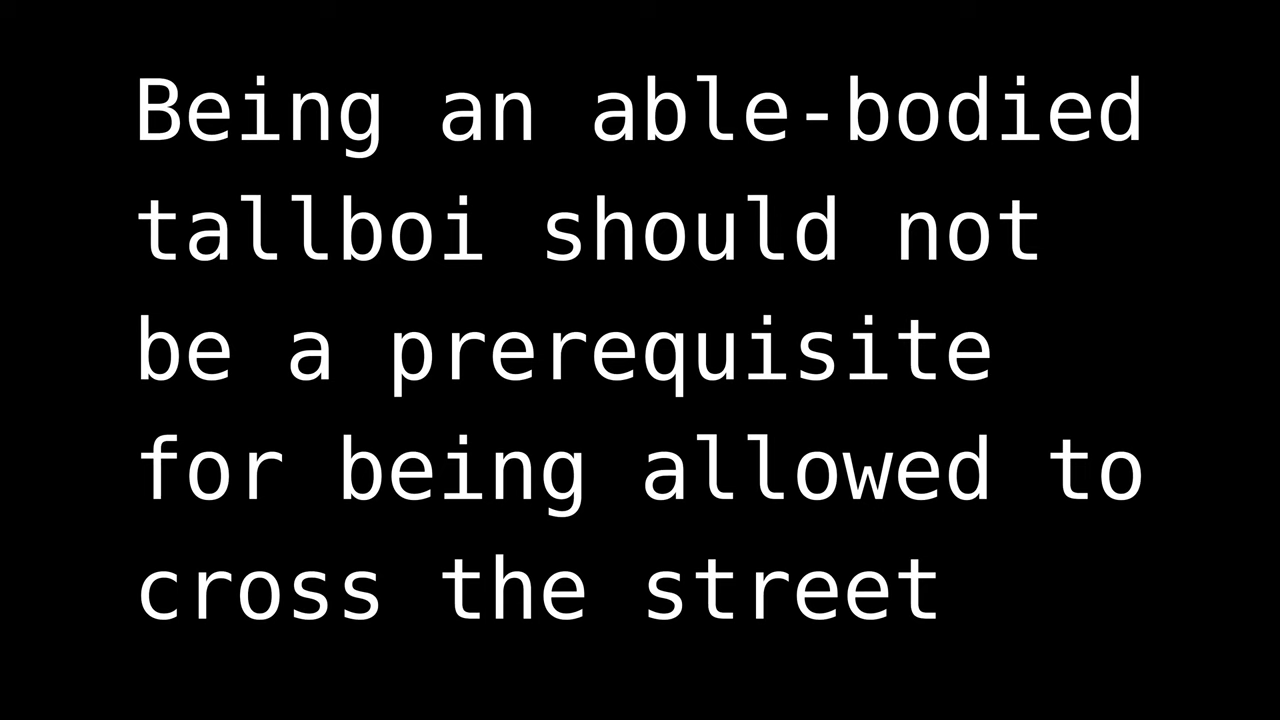 Being an able-bodied
tallboi should not
be a prerequisite
for being allowed to
cross the street